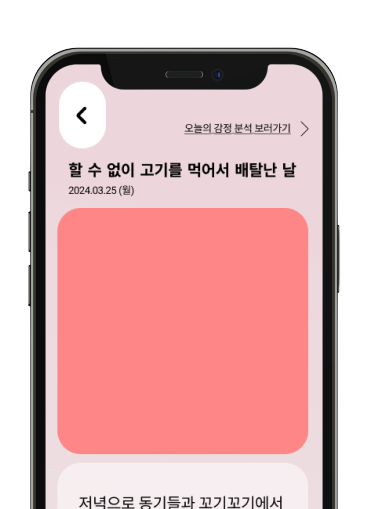 오늘의 감정 분석 보러가기
할 수 없이 고기를 먹어서 배탈난 날
2024.03.25 (월)
저녁으로 동기들과 꼬기꼬기에서